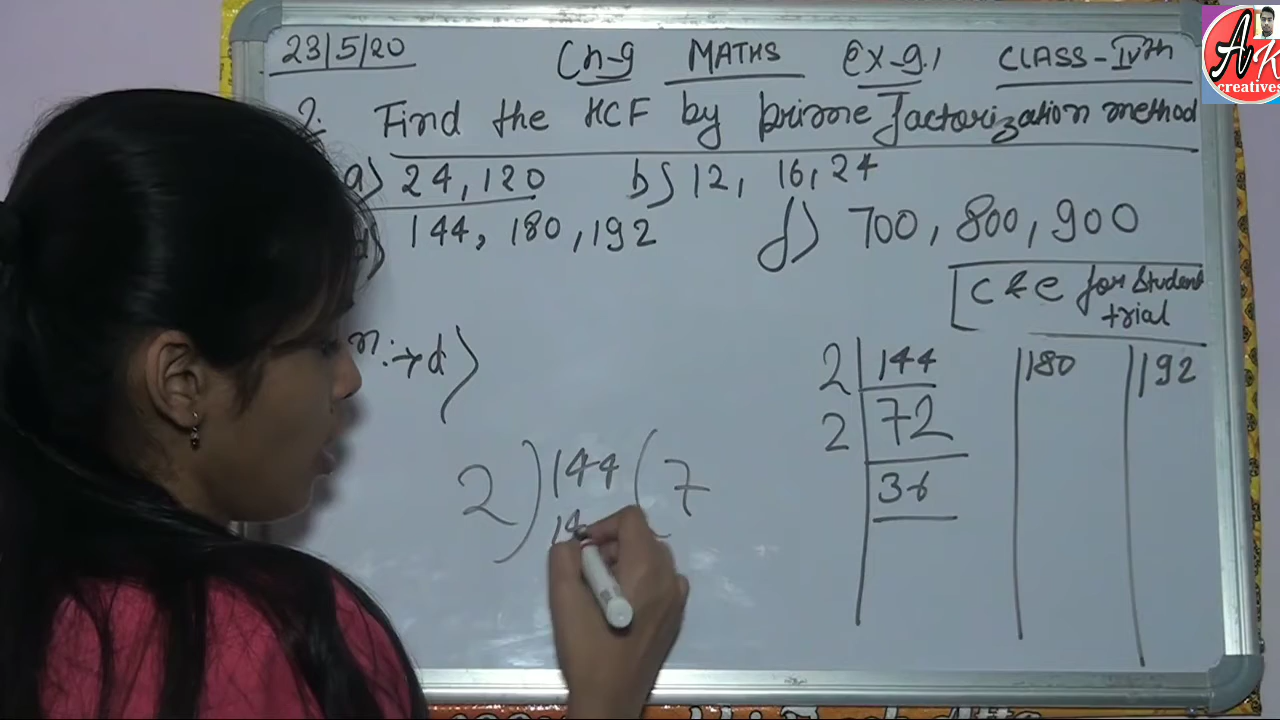 23/5/20 Ch-9 MATHS Ex-9.1 CLASS-IVth
2. Find the HCF by prime factorization method
a) 24, 120 b) 12, 16, 24
d) 144, 180, 192 f) 700, 800, 900
C & e for Student
trial
n:→d)
2 | 144 | 180 | 192
2 | 72
36
2 ) 144 ( 7
14
AK
creatives